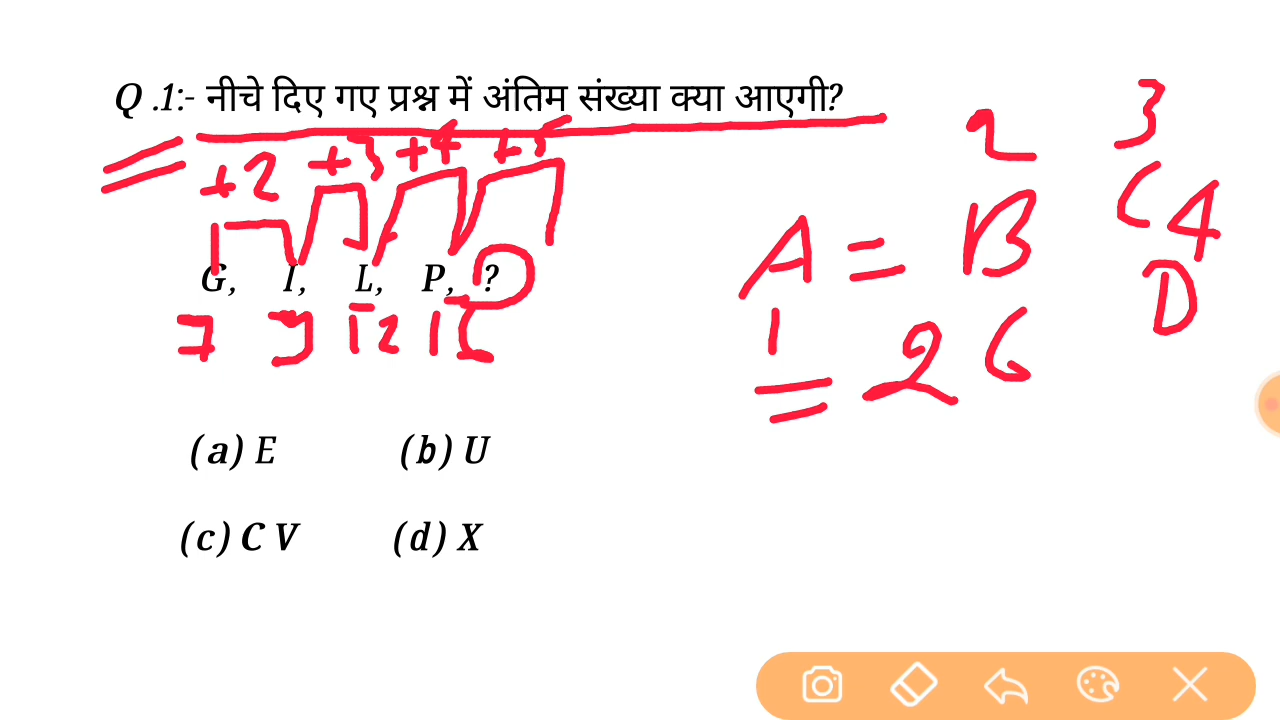 Q .1:- नीचे दिए गए प्रश्न में अंतिम संख्या क्या आएगी?
+2 +3 +4 +5
G, I, L, P, ?
7 9 12 16
(a) E (b) U
(c) C V (d) X
2 3
A = B C 4
1 D
= 26